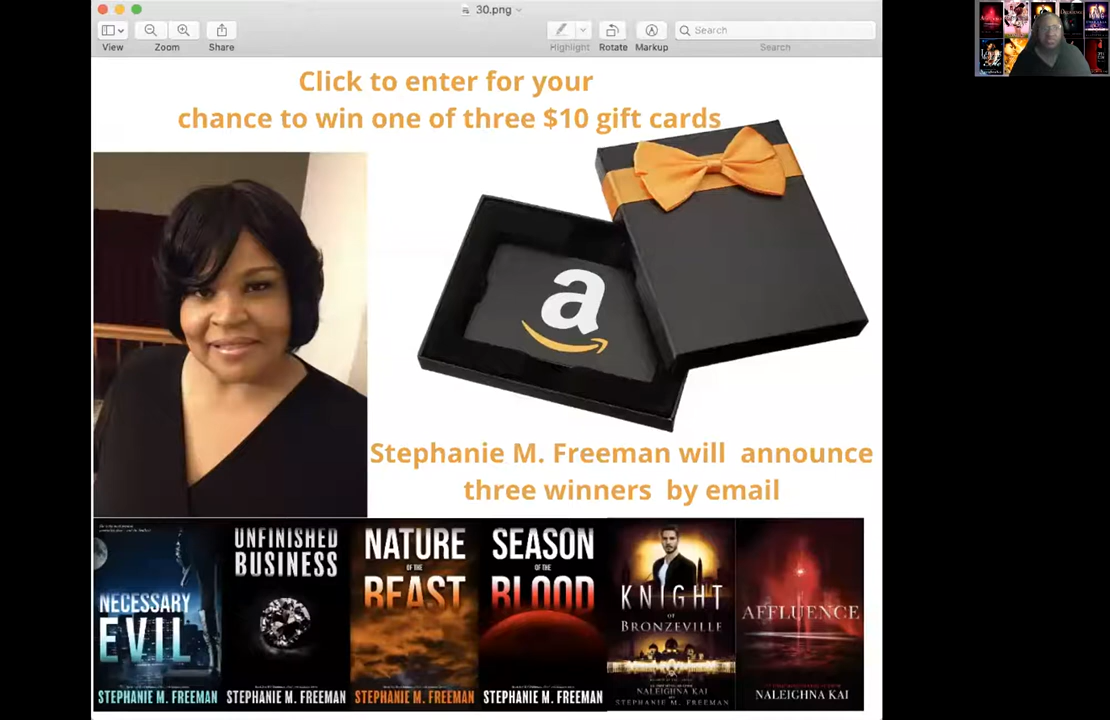 30.png
View
Zoom
Share
Highlight
Rotate
Markup
Search
Search
Click to enter for your
chance to win one of three $10 gift cards
a
Stephanie M. Freeman will announce
three winners by email
NECESSARY
EVIL
STEPHANIE M. FREEMAN
UNFINISHED
BUSINESS
STEPHANIE M. FREEMAN
NATURE
OF THE
BEAST
STEPHANIE M. FREEMAN
SEASON
OF THE
BLOOD
STEPHANIE M. FREEMAN
KNIGHT
OF
BRONZEVILLE
NALEIGHNA KAI
STEPHANIE M. FREEMAN
AFFLUENCE
NALEIGHNA KAI